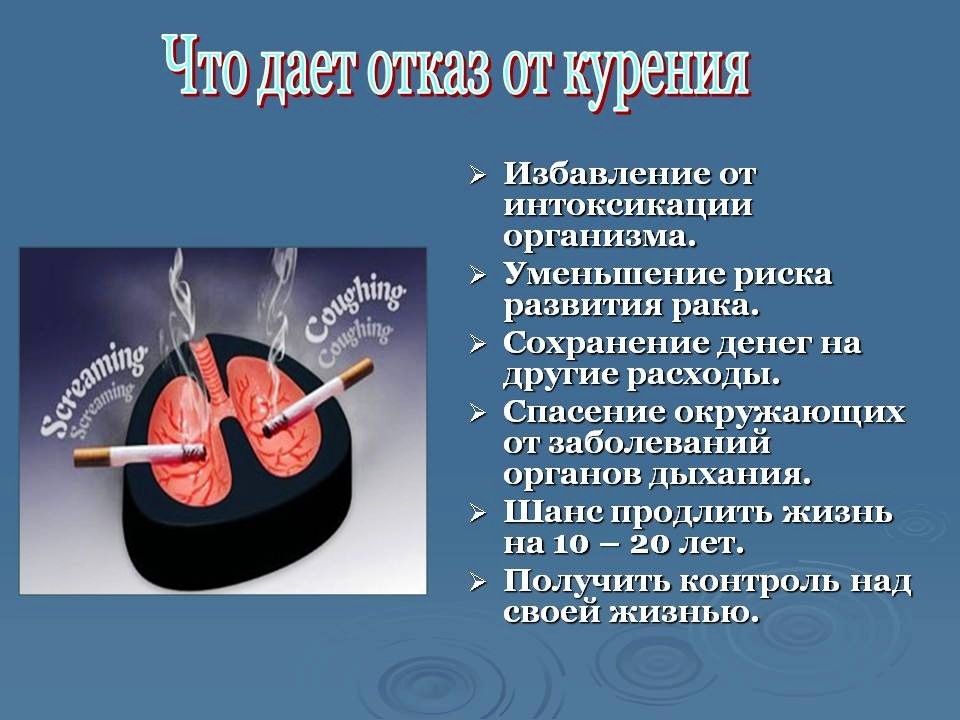 Что дает отказ от курения
Избавление от
интоксикации
организма.
Уменьшение риска
развития рака.
Сохранение денег на
другие расходы.
Спасение окружающих
от заболеваний
органов дыхания.
Шанс продлить жизнь
на 10 – 20 лет.
Получить контроль над
своей жизнью.
Screaming
Screaming
Coughing
Coughing